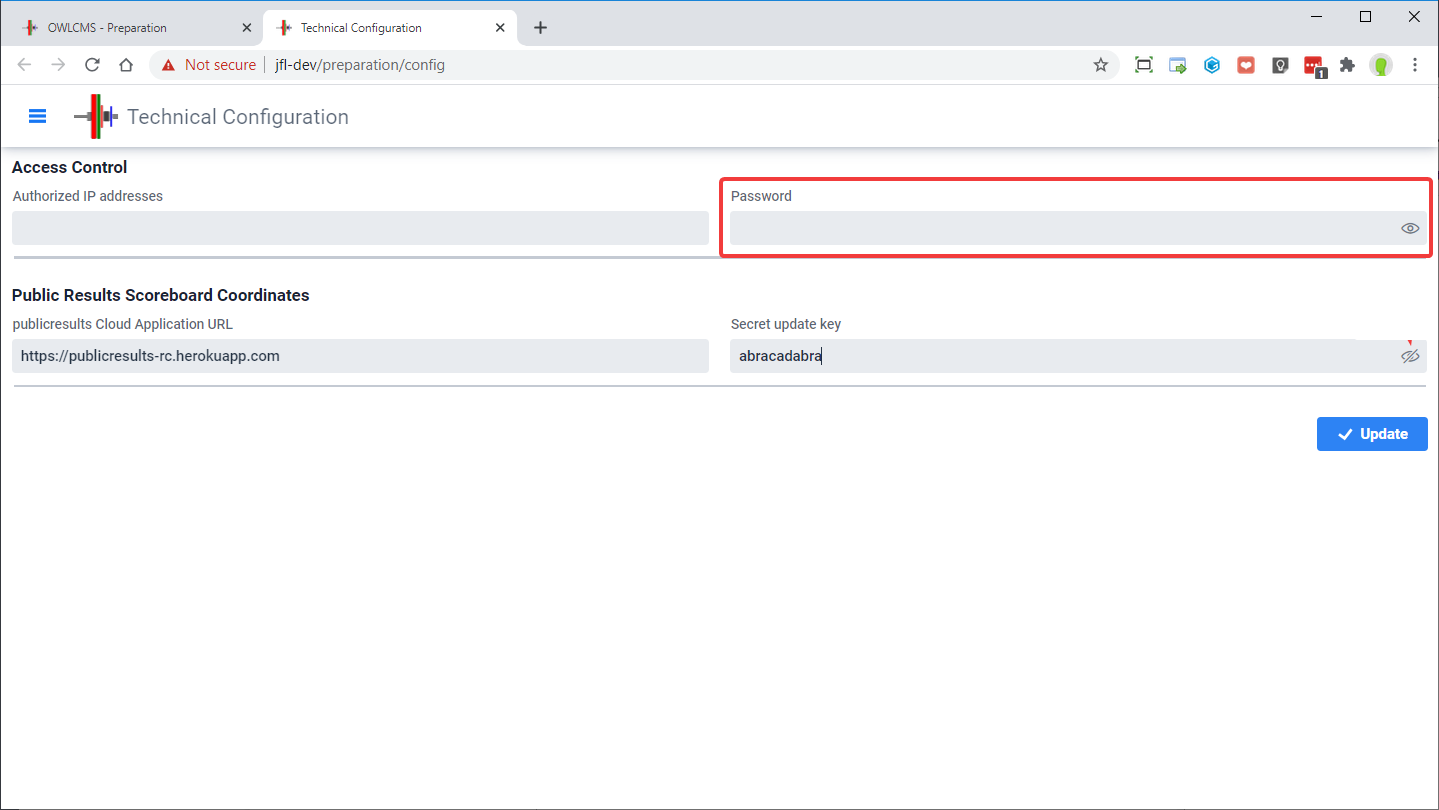 OWLCMS - Preparation
Technical Configuration
Not secure
jfl-dev/preparation/config
1
Technical Configuration
Access Control
Authorized IP addresses
Password
Public Results Scoreboard Coordinates
publicresults Cloud Application URL
Secret update key
https://publicresults-rc.herokuapp.com
abracadabra
Update